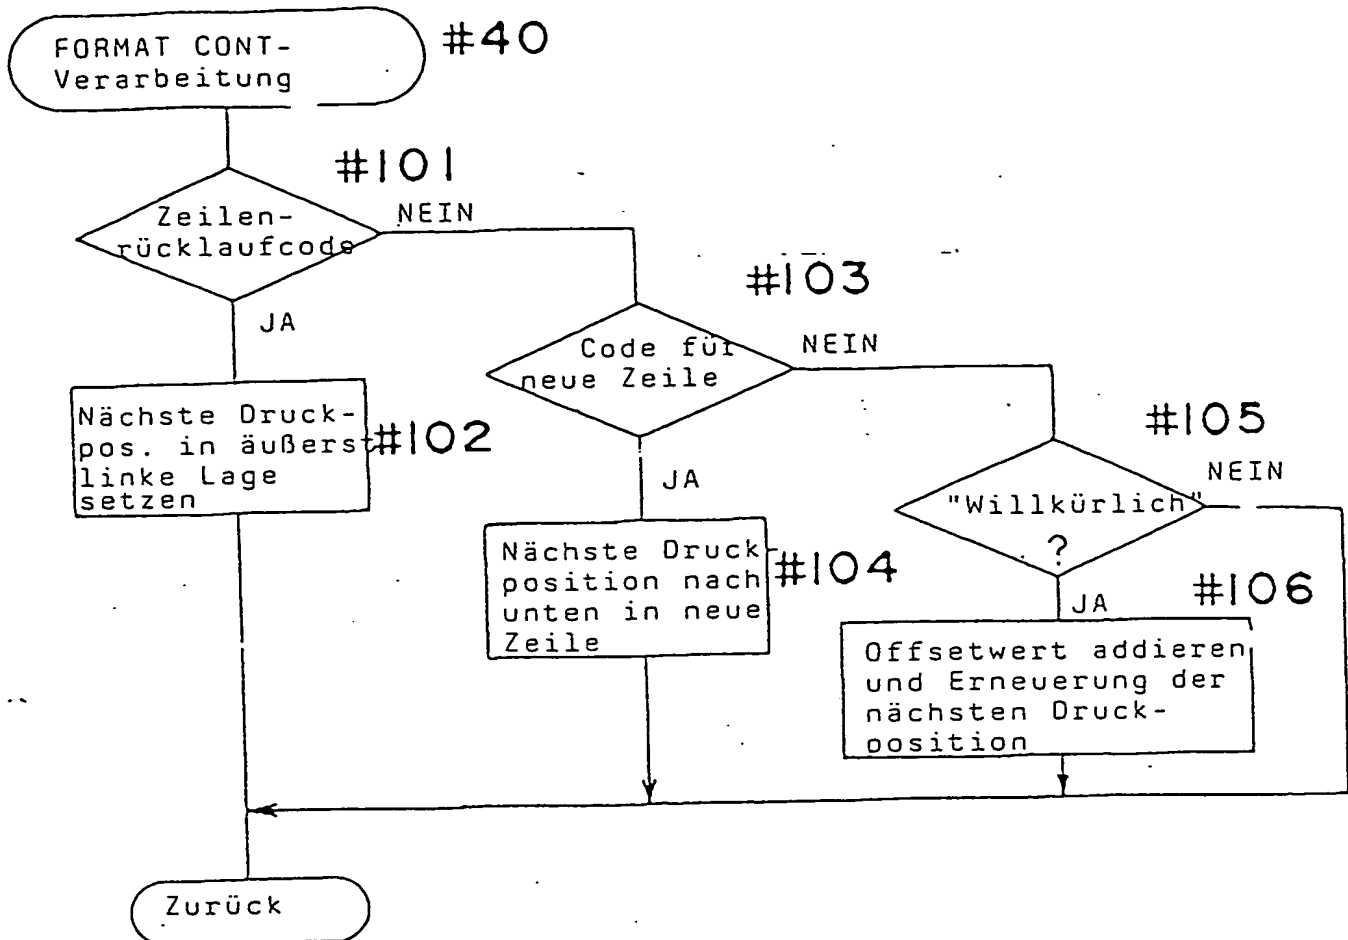 FORMAT CONT-
Verarbeitung
#40
#101
Zeilen-
rücklaufcode
NEIN
JA
Nächste Druck-
pos. in äußerst
linke Lage
setzen
#102
#103
Code für
neue Zeile
NEIN
JA
Nächste Druck
position nach
unten in neue
Zeile
#104
#105
"Willkürlich"
?
NEIN
JA
#106
Offsetwert addieren
und Erneuerung der
nächsten Druck-
position
Zurück